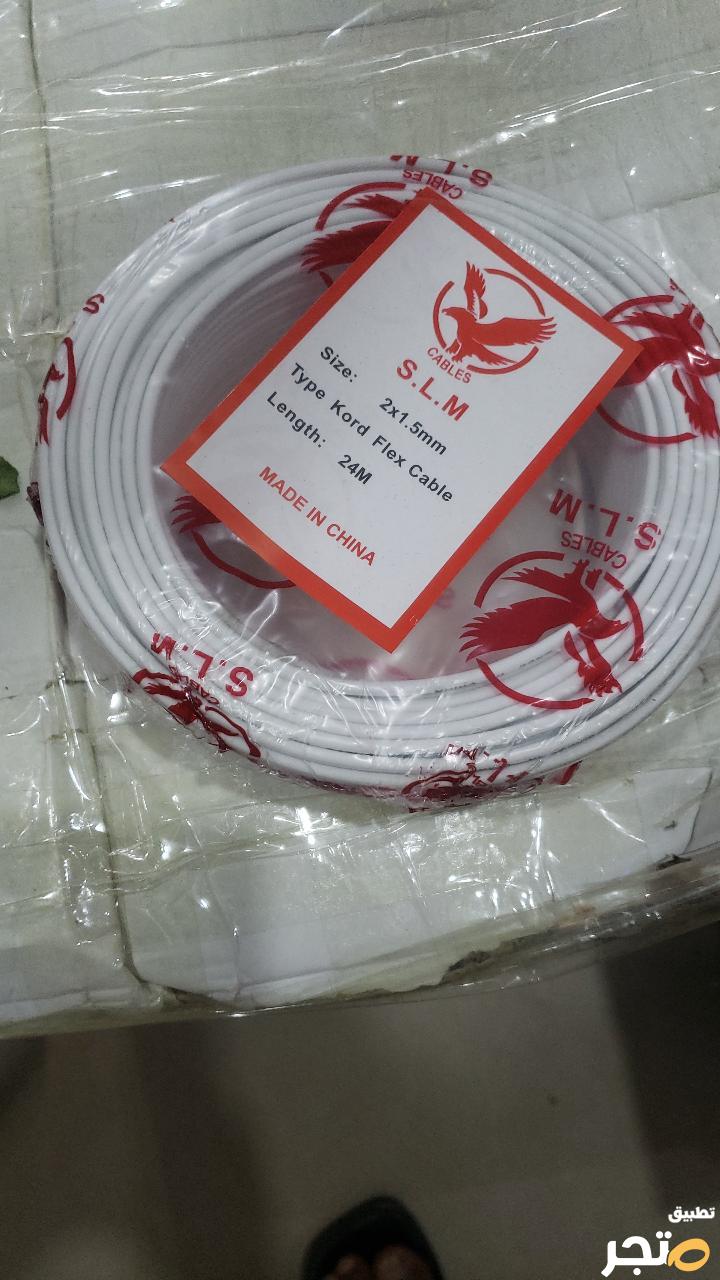 S.L.M
CABLES
CABLES
S.L.M
Size: 2x1.5mm
Type Kord Flex Cable
Length: 24M
MADE IN CHINA
S.L.M
CABLES
S.L.M
تطبيق
متجر